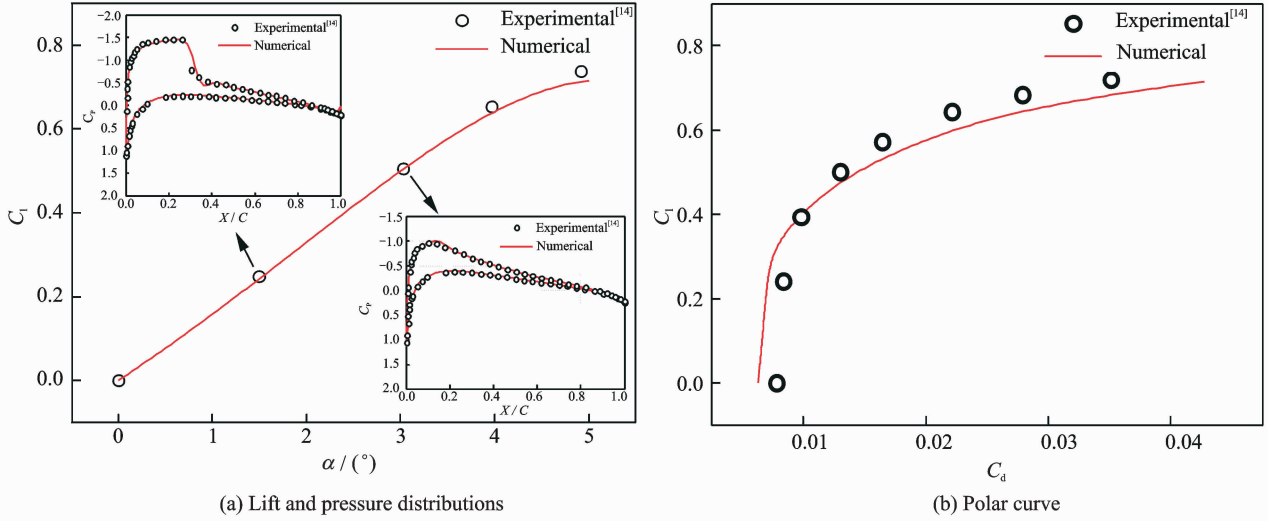 Experimental[14]
Numerical
0.8
0.6
0.4
0.2
0.0
C_l
0 1 2 3 4 5
α / (°)
Experimental[14]
Numerical
−2.0
−1.5
−1.0
−0.5
0.0
0.5
1.0
1.5
2.0
C_P
0.0 0.2 0.4 0.6 0.8 1.0
X / C
Experimental[14]
Numerical
−1.5
−1.0
−0.5
0.0
0.5
1.0
1.5
2.0
C_P
0.0 0.2 0.4 0.6 0.8 1.0
X / C
(a) Lift and pressure distributions
Experimental[14]
Numerical
0.8
0.6
0.4
0.2
0.0
C_l
0.01 0.02 0.03 0.04
C_d
(b) Polar curve